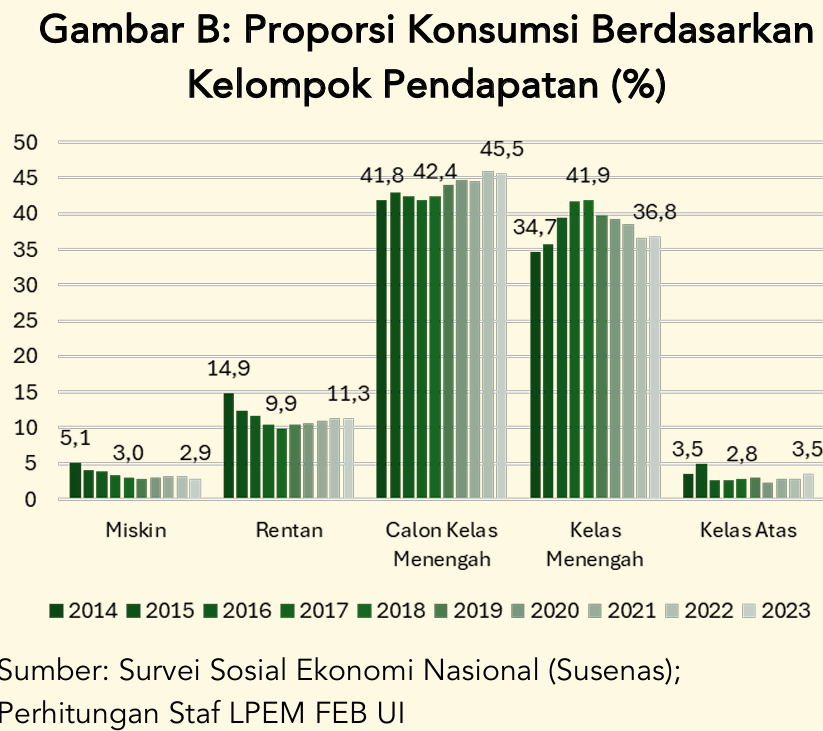 Gambar B: Proporsi Konsumsi Berdasarkan
Kelompok Pendapatan (%)
50
45
40
35
30
25
20
15
10
5
0
5,1
3,0
2,9
14,9
9,9
11,3
41,8
42,4
45,5
34,7
41,9
36,8
3,5
2,8
3,5
Miskin
Rentan
Calon Kelas
Menengah
Kelas
Menengah
Kelas Atas
2014 2015 2016 2017 2018 2019 2020 2021 2022 2023
Sumber: Survei Sosial Ekonomi Nasional (Susenas);
Perhitungan Staf LPEM FEB UI